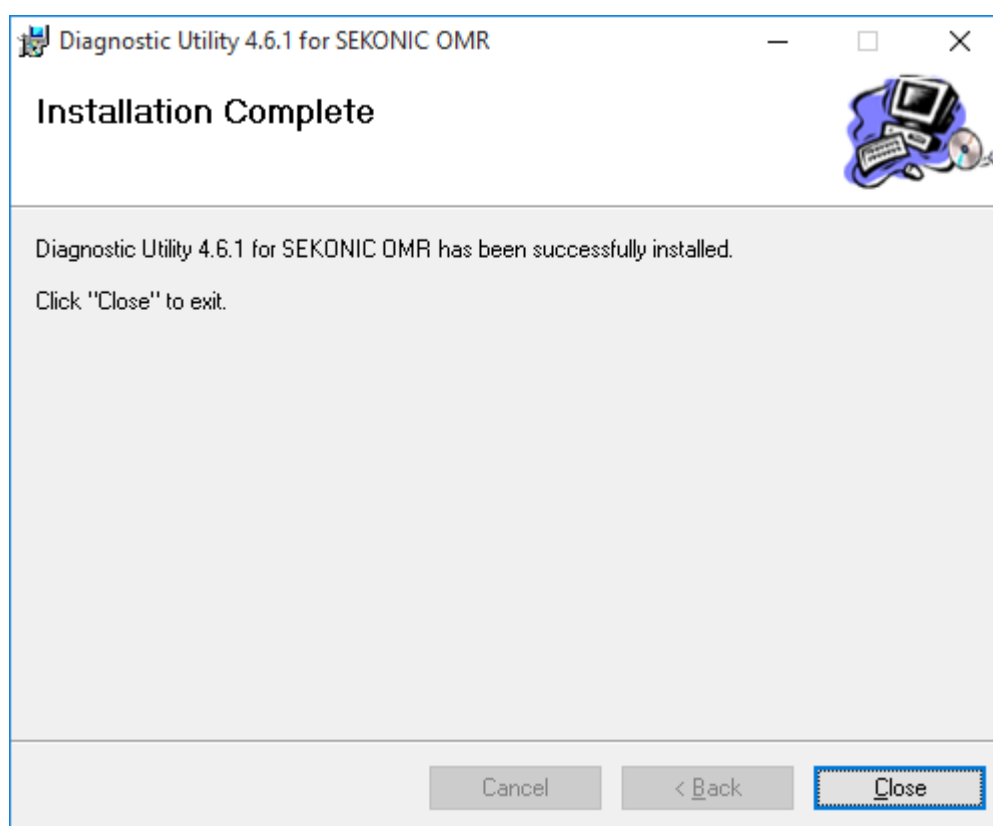 Diagnostic Utility 4.6.1 for SEKONIC OMR
Installation Complete
Diagnostic Utility 4.6.1 for SEKONIC OMR has been successfully installed.
Click "Close" to exit.
Cancel
< Back
Close